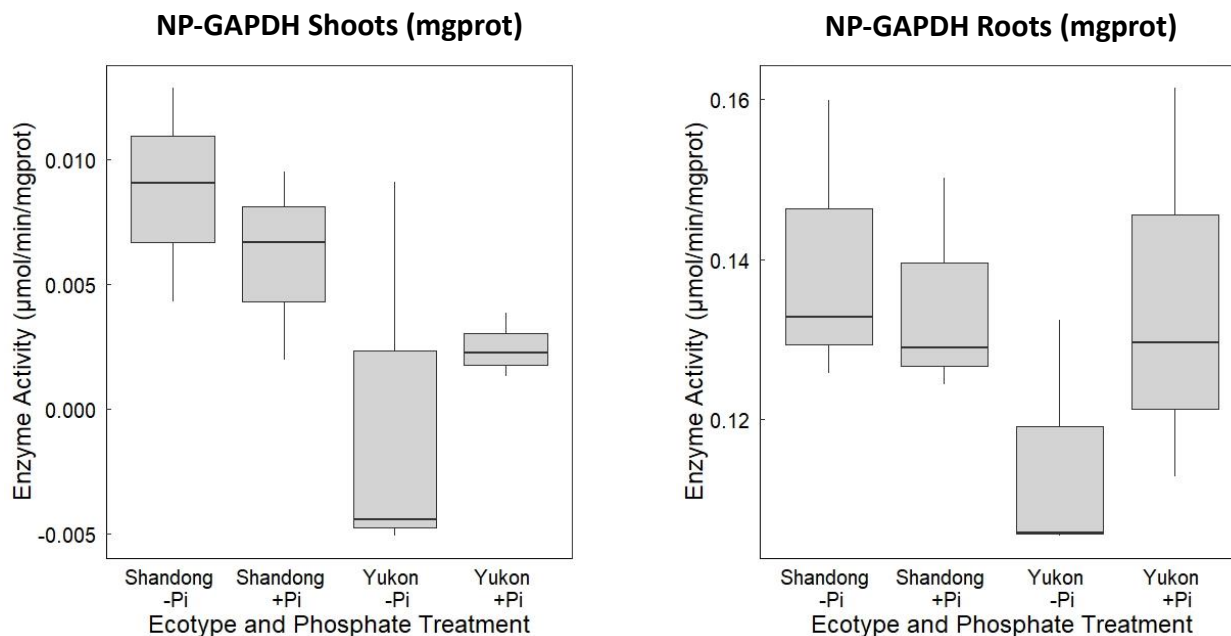 NP-GAPDH Shoots (mgprot)
Enzyme Activity (µmol/min/mgprot)
0.010
0.005
0.000
-0.005
Shandong Shandong Yukon Yukon
-Pi +Pi -Pi +Pi
Ecotype and Phosphate Treatment
NP-GAPDH Roots (mgprot)
Enzyme Activity (µmol/min/mgprot)
0.16
0.14
0.12
Shandong Shandong Yukon Yukon
-Pi +Pi -Pi +Pi
Ecotype and Phosphate Treatment